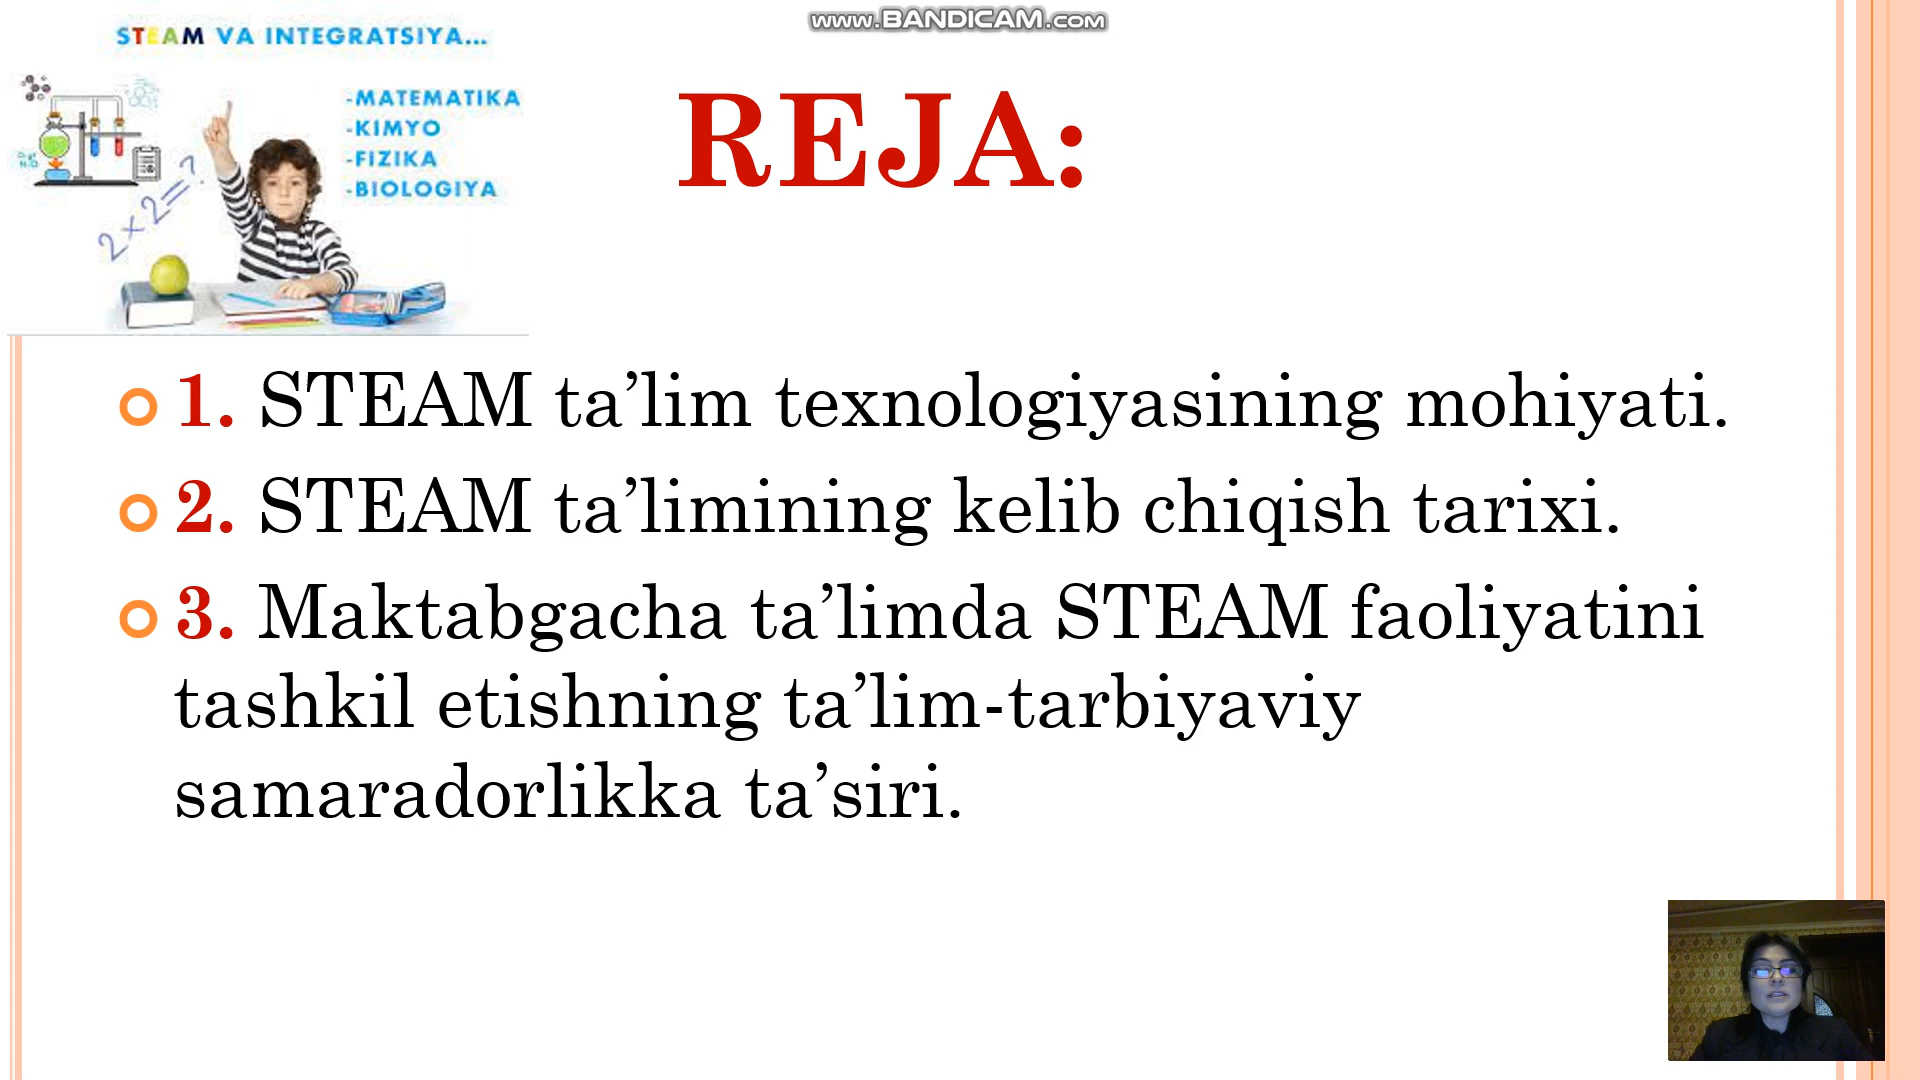 www.BANDICAM.com
STEAM VA INTEGRATSIYA...
-MATEMATIKA
-KIMYO
-FIZIKA
-BIOLOGIYA
2×2=?
REJA:
1. STEAM ta’lim texnologiyasining mohiyati.
2. STEAM ta’limining kelib chiqish tarixi.
3. Maktabgacha ta’limda STEAM faoliyatini
tashkil etishning ta’lim-tarbiyaviy
samaradorlikka ta’siri.